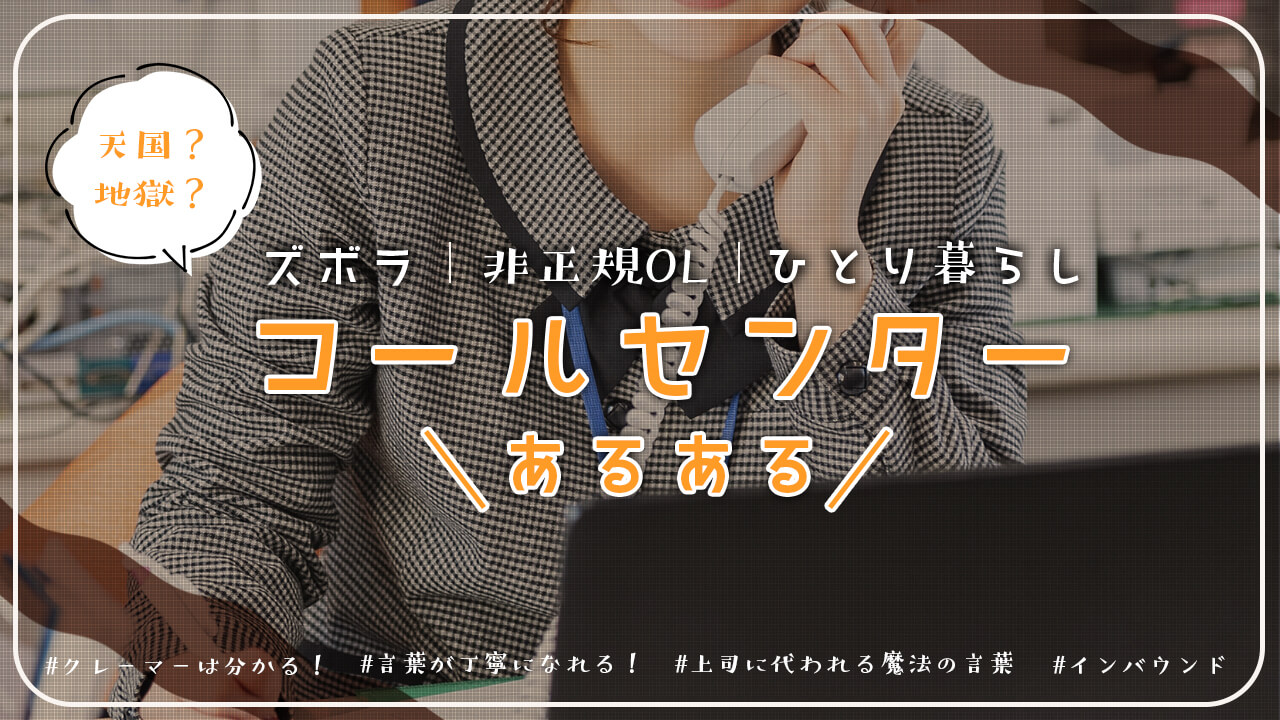 天国?
地獄?
ズボラ|非正規OL|ひとり暮らし
コールセンター
\あるある/
#クレーマーは分かる! #言葉が丁寧になれる! #上司に代われる魔法の言葉 #インバウンド